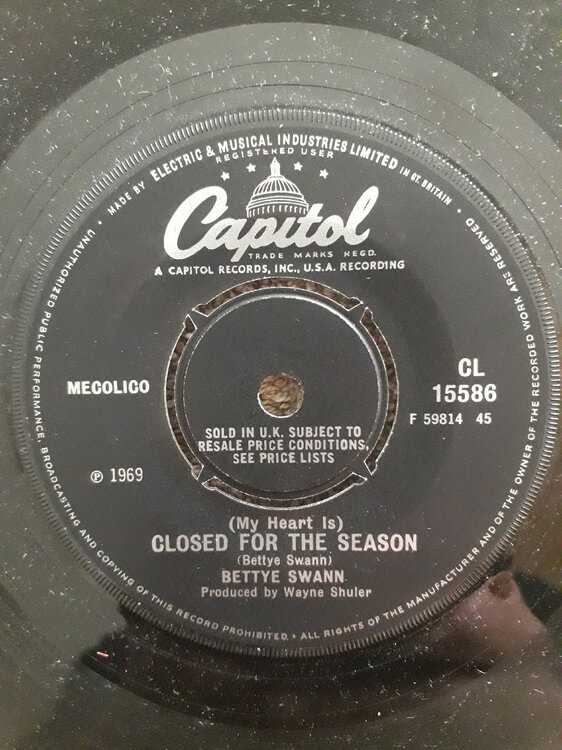 MADE BY ELECTRIC & MUSICAL INDUSTRIES LIMITED IN GT. BRITAIN •
REGISTERED USER
Capitol
TRADE MARKS REGD.
A CAPITOL RECORDS, INC., U.S.A. RECORDING
MECOLICO
CL
15586
F 59814 45
SOLD IN U.K. SUBJECT TO
RESALE PRICE CONDITIONS,
SEE PRICE LISTS
℗ 1969
(My Heart Is)
CLOSED FOR THE SEASON
(Bettye Swann)
BETTYE SWANN
Produced by Wayne Shuler
• UNAUTHORIZED PUBLIC PERFORMANCE, BROADCASTING AND COPYING OF THIS RECORD PROHIBITED. • ALL RIGHTS OF THE MANUFACTURER AND OF THE OWNER OF THE RECORDED WORK ARE RESERVED •